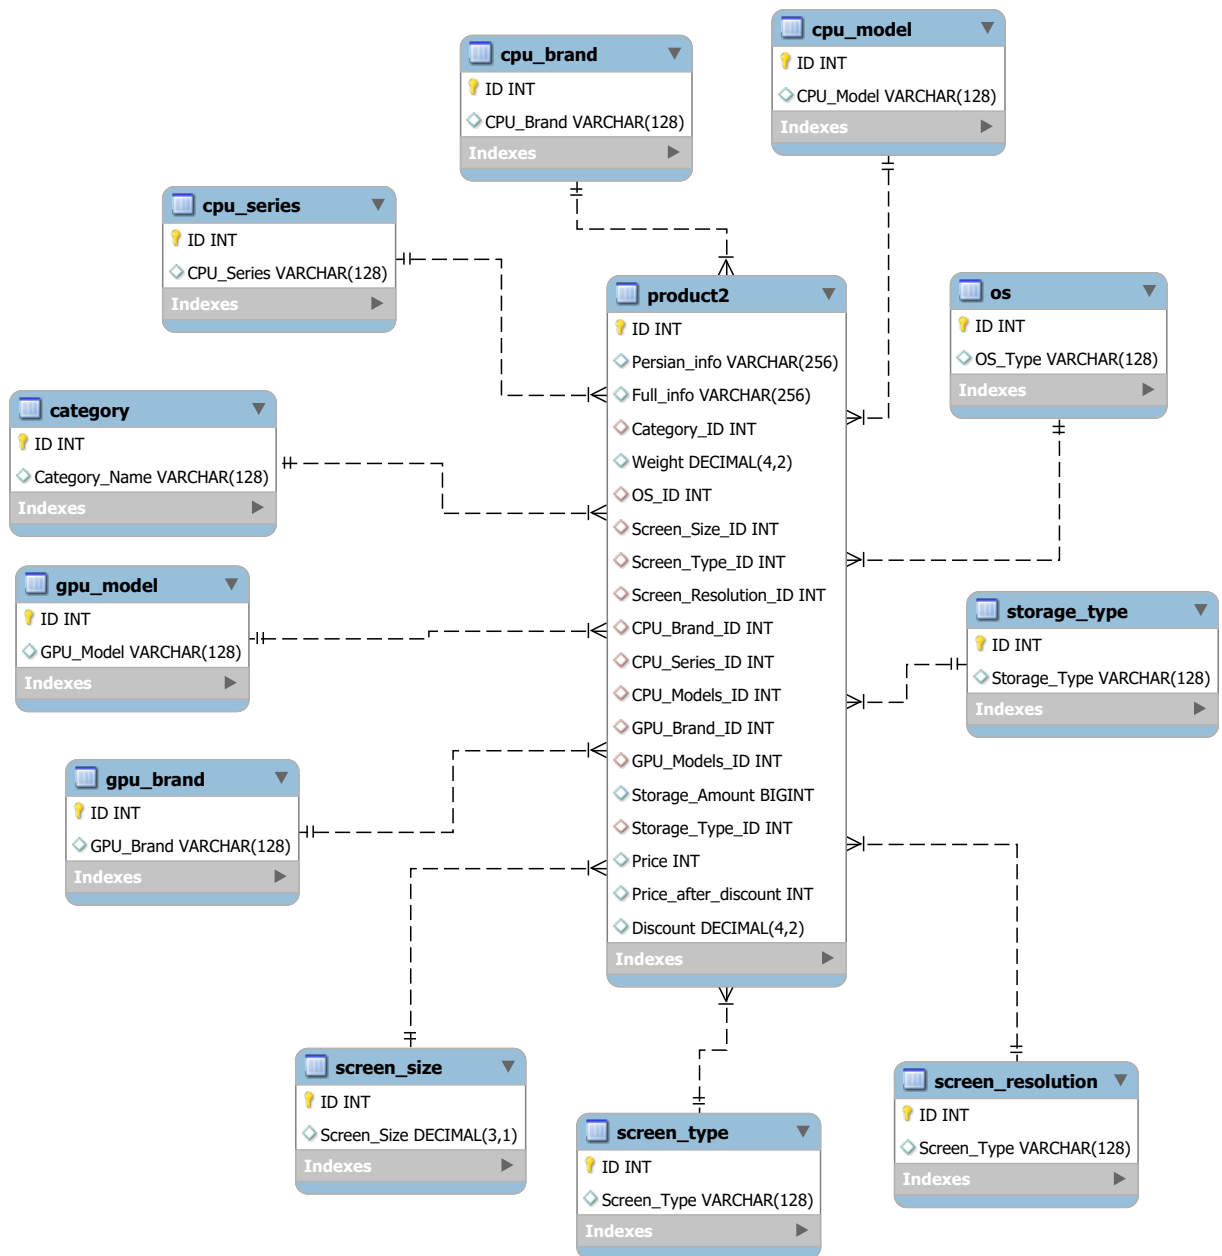 cpu_model
ID INT
CPU_Model VARCHAR(128)
Indexes
cpu_brand
ID INT
CPU_Brand VARCHAR(128)
Indexes
cpu_series
ID INT
CPU_Series VARCHAR(128)
Indexes
product2
ID INT
Persian_info VARCHAR(256)
Full_info VARCHAR(256)
Category_ID INT
Weight DECIMAL(4,2)
OS_ID INT
Screen_Size_ID INT
Screen_Type_ID INT
Screen_Resolution_ID INT
CPU_Brand_ID INT
CPU_Series_ID INT
CPU_Models_ID INT
GPU_Brand_ID INT
GPU_Models_ID INT
Storage_Amount BIGINT
Storage_Type_ID INT
Price INT
Price_after_discount INT
Discount DECIMAL(4,2)
Indexes
os
ID INT
OS_Type VARCHAR(128)
Indexes
category
ID INT
Category_Name VARCHAR(128)
Indexes
gpu_model
ID INT
GPU_Model VARCHAR(128)
Indexes
storage_type
ID INT
Storage_Type VARCHAR(128)
Indexes
gpu_brand
ID INT
GPU_Brand VARCHAR(128)
Indexes
screen_size
ID INT
Screen_Size DECIMAL(3,1)
Indexes
screen_type
ID INT
Screen_Type VARCHAR(128)
Indexes
screen_resolution
ID INT
Screen_Type VARCHAR(128)
Indexes